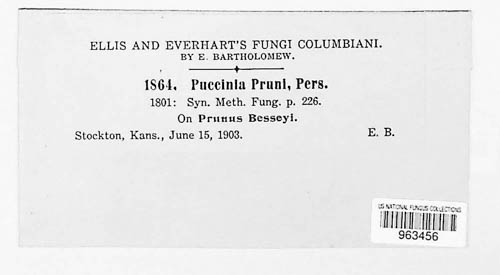 ELLIS AND EVERHART'S FUNGI COLUMBIANI.
BY E. BARTHOLOMEW.
1864. Puccinia Pruni, Pers.
1801: Syn. Meth. Fung. p. 226.
On Prunus Besseyi.
Stockton, Kans., June 15, 1903. E. B.
US NATIONAL FUNGUS COLLECTIONS
963456